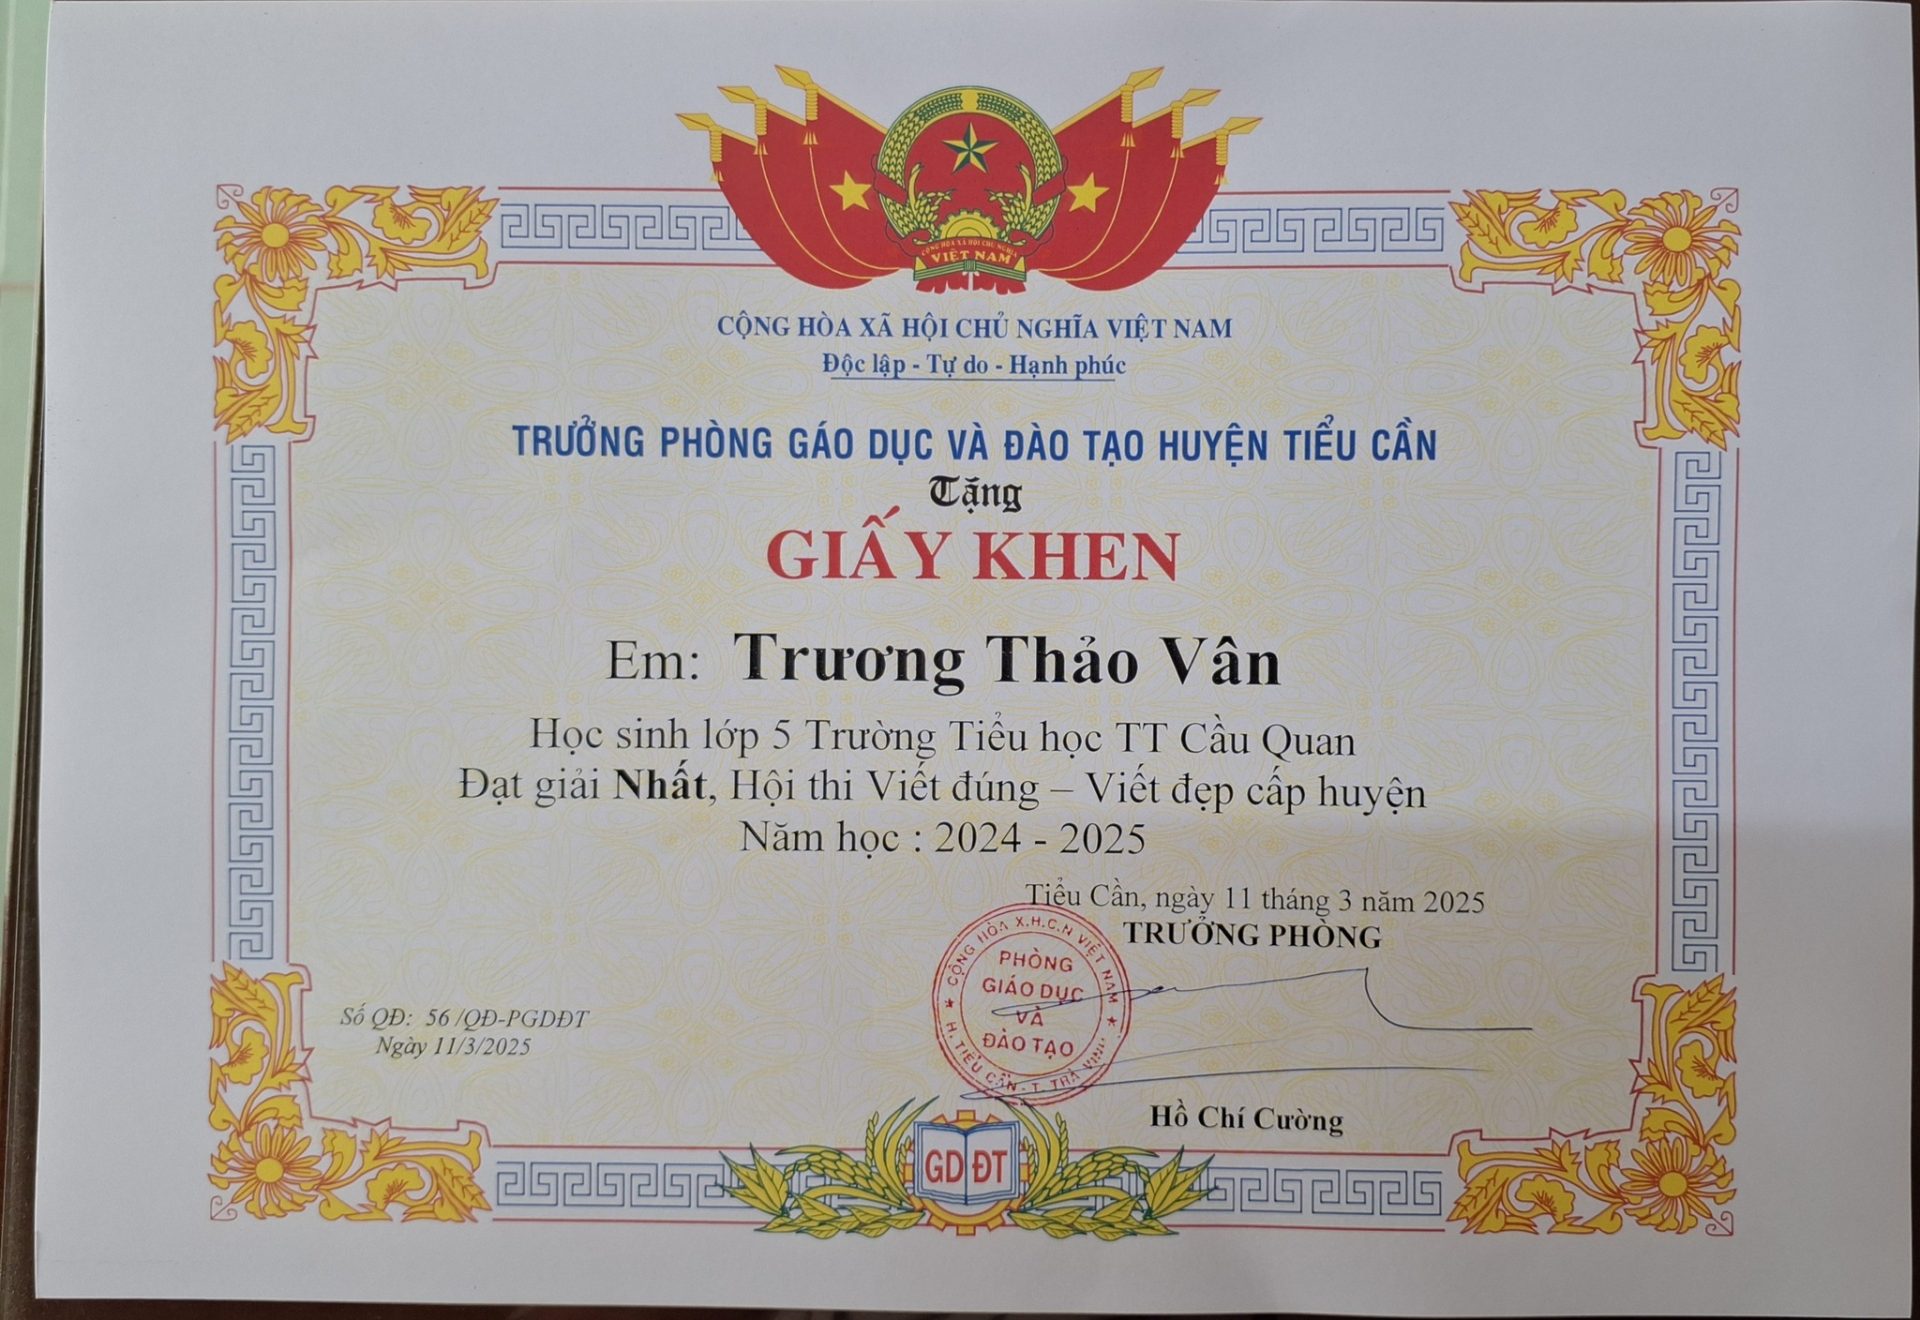 CỘNG HÒA XÃ HỘI CHỦ NGHĨA
VIỆT NAM
CỘNG HÒA XÃ HỘI CHỦ NGHĨA VIỆT NAM
Độc lập - Tự do - Hạnh phúc
TRƯỞNG PHÒNG GÁO DỤC VÀ ĐÀO TẠO HUYỆN TIỂU CẦN
Tặng
GIẤY KHEN
Em: Trương Thảo Vân
Học sinh lớp 5 Trường Tiểu học TT Cầu Quan
Đạt giải Nhất, Hội thi Viết đúng – Viết đẹp cấp huyện
Năm học : 2024 - 2025
Tiểu Cần, ngày 11 tháng 3 năm 2025
TRƯỞNG PHÒNG
CỘNG HÒA X.H.C.N VIỆT NAM
PHÒNG
GIÁO DỤC
VÀ
ĐÀO TẠO
H. TIỂU CẦN - T. TRÀ VINH
Số QĐ: 56 /QĐ-PGDĐT
Ngày 11/3/2025
Hồ Chí Cường
GD ĐT